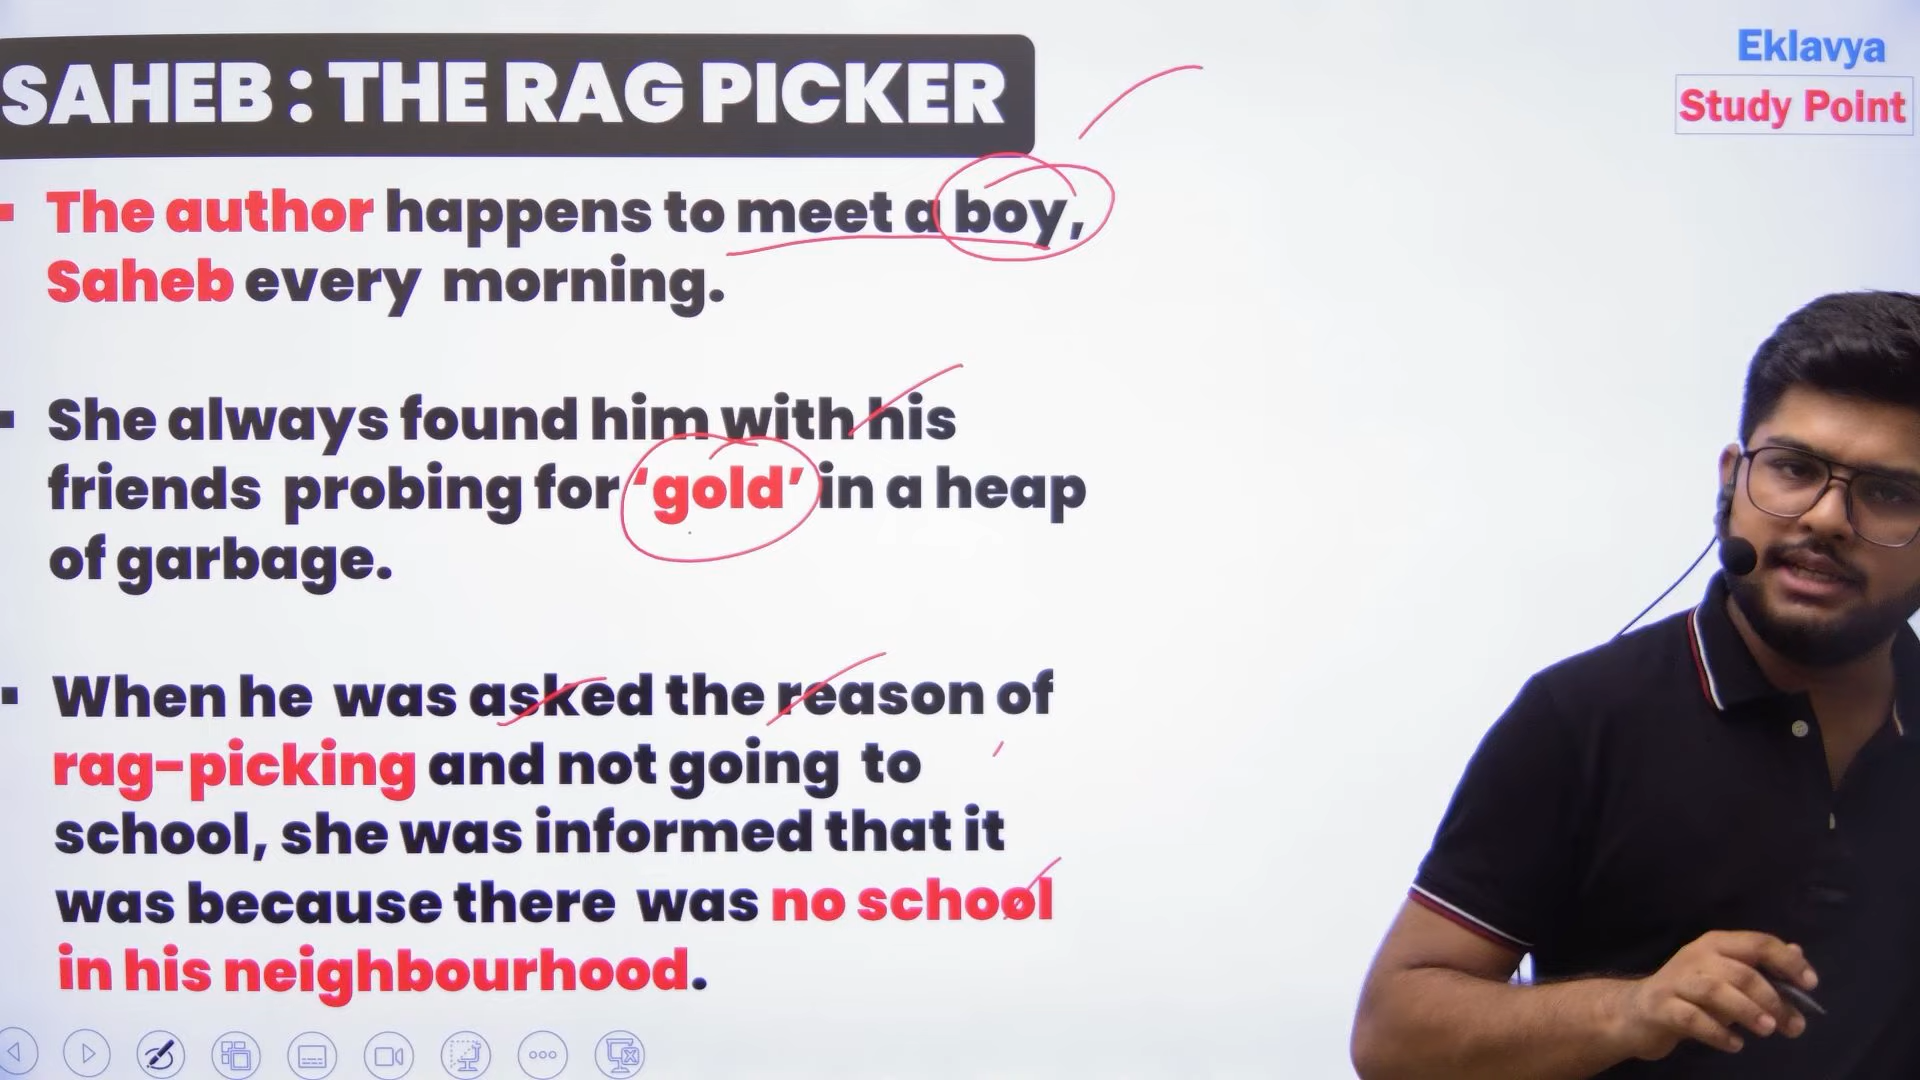 SAHEB : THE RAG PICKER
Eklavya
Study Point
▪ The author happens to meet a boy,
Saheb every morning.
▪ She always found him with his
friends probing for ‘gold’ in a heap
of garbage.
▪ When he was asked the reason of
rag-picking and not going to
school, she was informed that it
was because there was no school
in his neighbourhood.